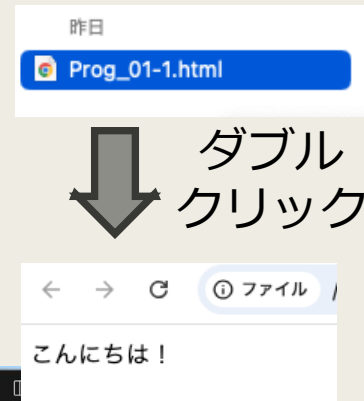 昨日
Prog_01-1.html
ダブル
クリック
ファイル
こんにちは！